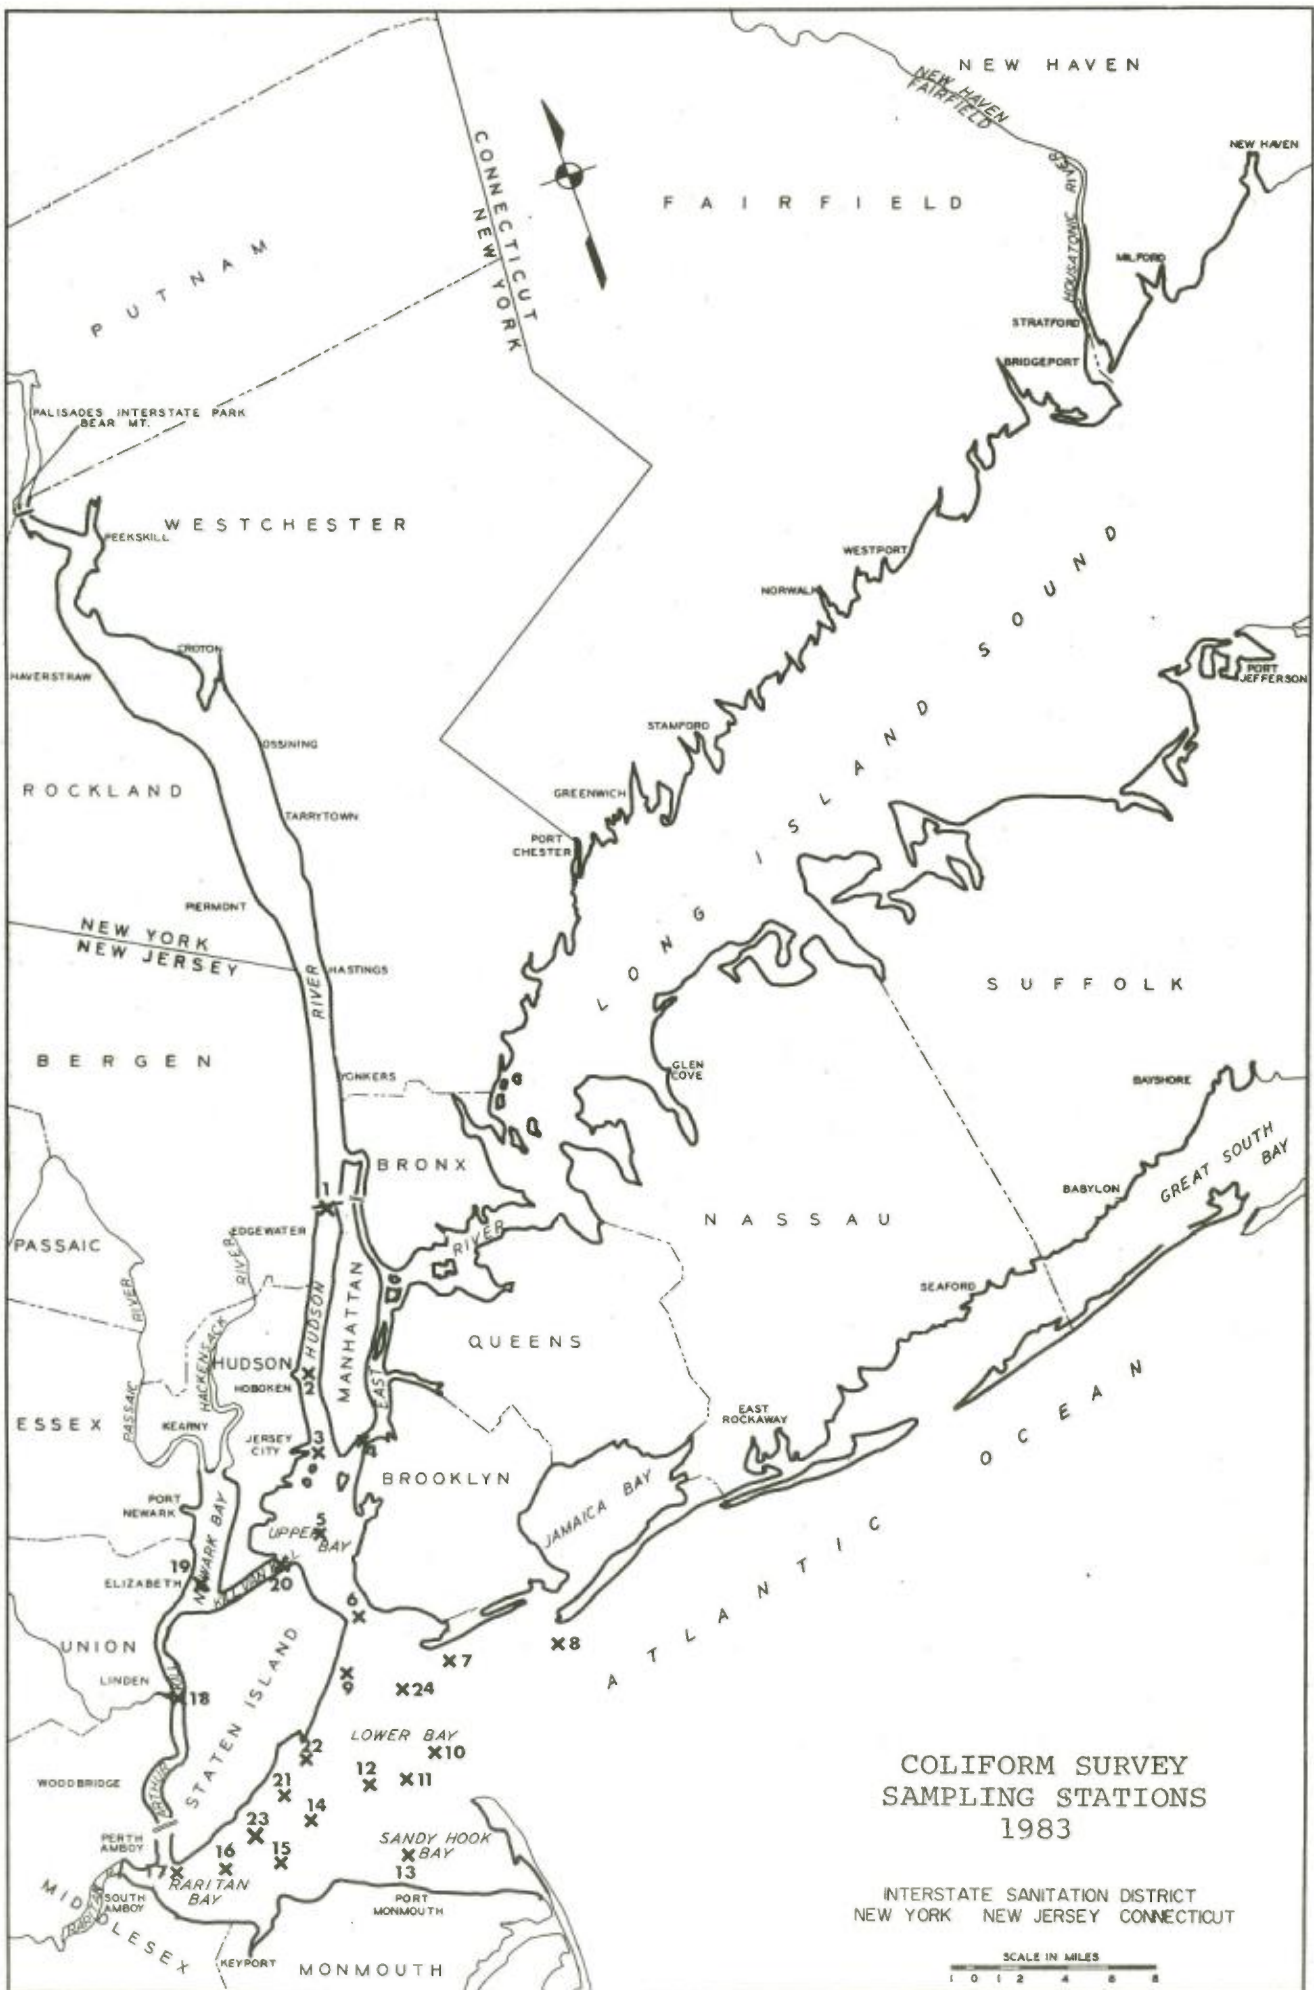 NEW HAVEN
NEW HAVEN
FAIRFIELD
NEW HAVEN
CONNECTICUT
NEW YORK
FAIRFIELD
HOUSATONIC RIVER
MILFORD
PUTNAM
STRATFORD
BRIDGEPORT
PALISADES INTERSTATE PARK
BEAR MT.
WESTCHESTER
PEEKSKILL
WESTPORT
NORWALK
LONG ISLAND SOUND
CROTON
HAVERSTRAW
PORT
JEFFERSON
STAMFORD
OSSINING
ROCKLAND
GREENWICH
TARRYTOWN
PORT
CHESTER
PIERMONT
NEW YORK
NEW JERSEY
HASTINGS
RIVER
SUFFOLK
BERGEN
YONKERS
GLEN
COVE
BAYSHORE
BRONX
GREAT SOUTH
BAY
BABYLON
1
NASSAU
EDGEWATER
RIVER
PASSAIC
RIVER
RIVER
HUDSON
MANHATTAN
SEAFORD
QUEENS
HACKENSACK
HUDSON
HOBOKEN
2
EAST
PASSAIC
ESSEX
KEARNY
EAST
ROCKAWAY
ATLANTIC OCEAN
JERSEY
CITY
3
4
BROOKLYN
JAMAICA BAY
PORT
NEWARK
NEWARK BAY
UPPER
BAY
5
19
ELIZABETH
KILL VAN KULL
20
6
UNION
8
7
LINDEN
KILL
18
STATEN ISLAND
9
24
LOWER BAY
22
10
12
11
WOODBRIDGE
ARTHUR
21
14
COLIFORM SURVEY
SAMPLING STATIONS
1983
23
PERTH
AMBOY
SANDY HOOK
BAY
16
15
13
17
RARITAN
BAY
MIDDLESEX
SOUTH
AMBOY
RARITAN
PORT
MONMOUTH
INTERSTATE SANITATION DISTRICT
NEW YORK NEW JERSEY CONNECTICUT
KEYPORT
MONMOUTH
SCALE IN MILES
1 0 1 2 4 6 8